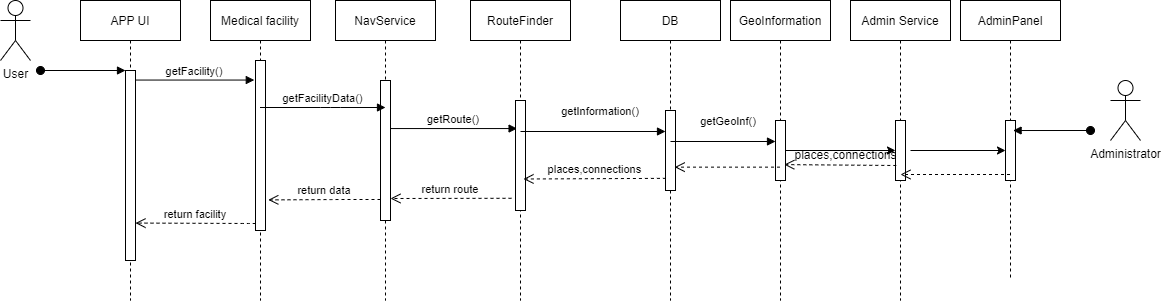 APP UI
Medical facility
NavService
RouteFinder
DB
GeoInformation
Admin Service
AdminPanel
User
getFacility()
getFacilityData()
getRoute()
getInformation()
getGeoInf()
places,connections
Administrator
places,connections
return data
return route
return facility